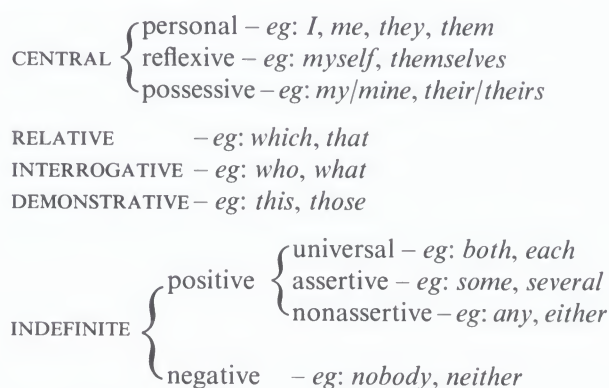 personal – eg: I, me, they, them
CENTRAL reflexive – eg: myself, themselves
possessive – eg: my/mine, their/theirs
RELATIVE – eg: which, that
INTERROGATIVE – eg: who, what
DEMONSTRATIVE – eg: this, those
universal – eg: both, each
positive assertive – eg: some, several
nonassertive – eg: any, either
INDEFINITE
negative – eg: nobody, neither